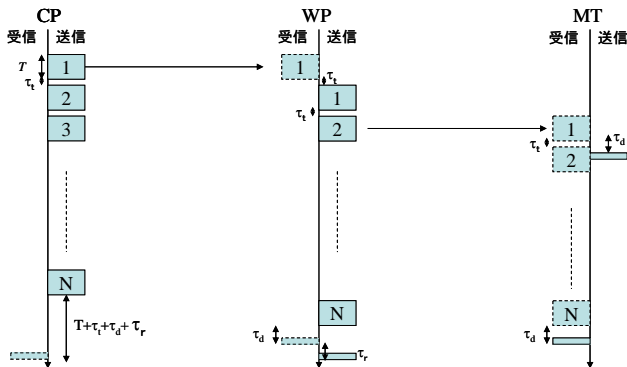 CP WP MT
受信 送信 受信 送信 受信 送信
T 1 1
τt τt
2 1
τt
3 2 1
τt τd
2
N
T+τt+τd+ τr
N N
τd τd
τr